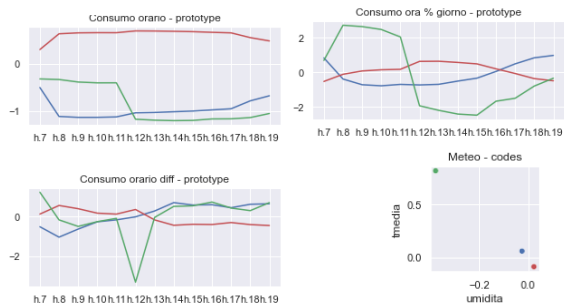 Consumo orario - prototype
0
−1
h.7 h.8 h.9 h.10 h.11 h.12 h.13 h.14 h.15 h.16 h.17 h.18 h.19
Consumo ora % giorno - prototype
2
0
−2
h.7 h.8 h.9 h.10 h.11 h.12 h.13 h.14 h.15 h.16 h.17 h.18 h.19
Consumo orario diff - prototype
0
−2
h.7 h.8 h.9 h.10 h.11 h.12 h.13 h.14 h.15 h.16 h.17 h.18 h.19
Meteo - codes
tmedia
0.5
0.0
−0.2 0.0
umidita